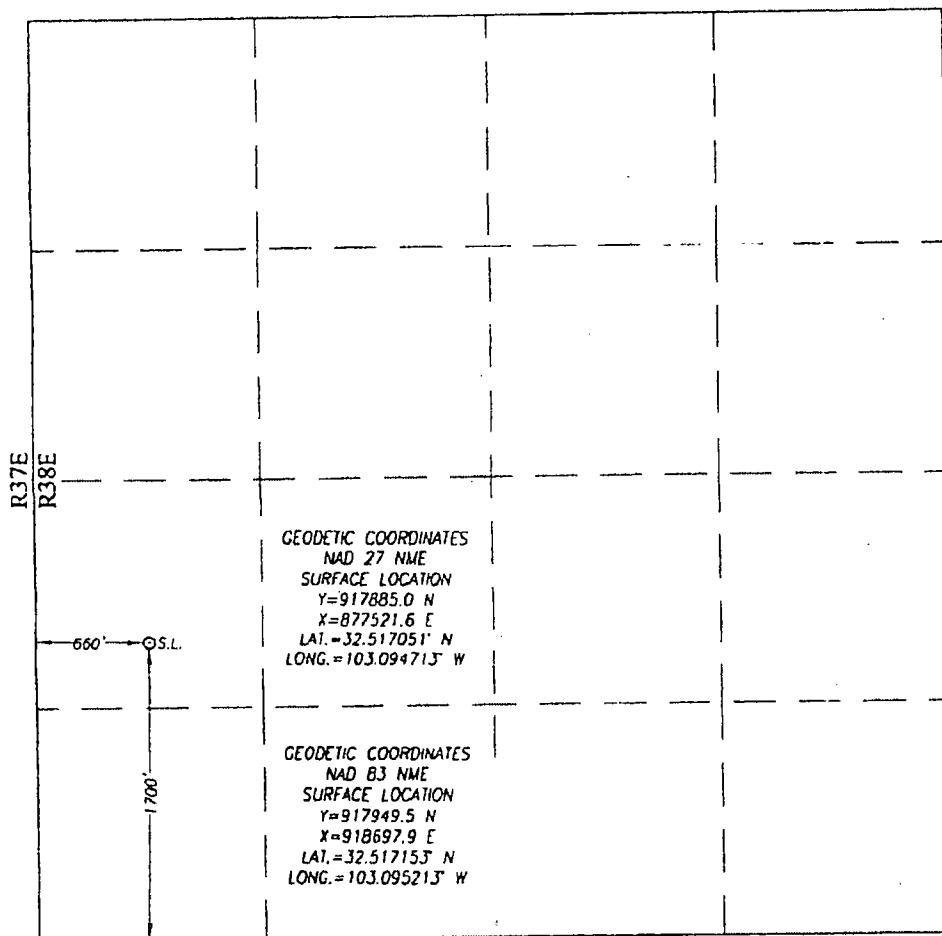 R37E
R38E
GEODETIC COORDINATES
NAD 27 NME
SURFACE LOCATION
Y=917885.0 N
X=877521.6 E
LAT.=32.517051° N
LONG.=103.094713° W
660'
S.L.
1700'
GEODETIC COORDINATES
NAD 83 NME
SURFACE LOCATION
Y=917949.5 N
X=918697.9 E
LAT.=32.517153° N
LONG.=103.095213° W